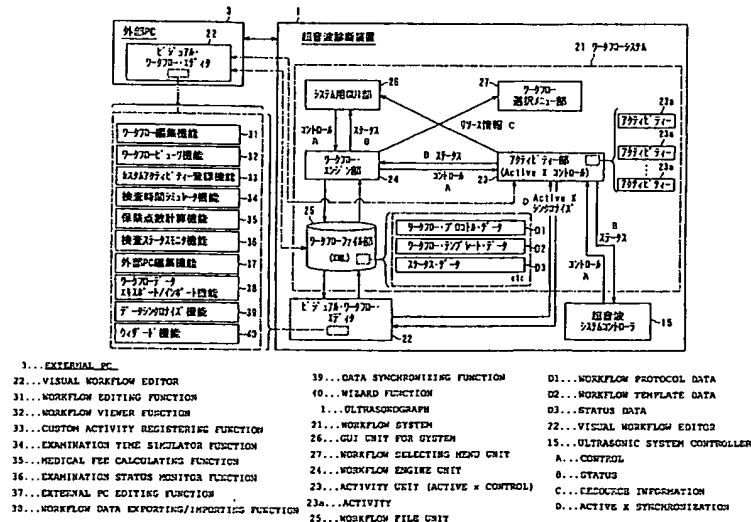 3
外部PC
22
ビジュアル・
ワークフロー・エディタ
1
超音波診断装置
21 ワークフローシステム
26
システム用GUI部
27
ワークフロー
選択メニュー部
リソース情報 C
コントロール
A
ステータス
B
B ステータス
コントロール
A
ワークフロー・
エンジン部
24
23
アクティビティー部
(Active X コントロール)
23a
アクティビティー
23a
アクティビティー
23a
アクティビティー
D Active X
シンクロナイズ
B
ステータス
コントロール
A
25
ワークフローファイル部
(XML)
ワークフロー・プロトコル・データ D1
ワークフロー・テンプレート・データ D2
ステータス・データ D3
etc
ビジュアル・ワークフロー・
エディタ
22
超音波
システムコントローラ
15
ワークフロー編集機能 31
ワークフロービューワ機能 32
カスタムアクティビティー登録機能 33
検査時間シミュレータ機能 34
保険点数計算機能 35
検査ステータスモニタ機能 36
外部PC編集機能 37
ワークフローデータ
エキスポート/インポート機能 38
データシンクロナイズ機能 39
ウィザード機能 40
3...EXTERNAL PC
22...VISUAL WORKFLOW EDITOR
31...WORKFLOW EDITING FUNCTION
32...WORKFLOW VIEWER FUNCTION
33...CUSTOM ACTIVITY REGISTERING FUNCTION
34...EXAMINATION TIME SIMULATOR FUNCTION
35...MEDICAL FEE CALCULATING FUNCTION
36...EXAMINATION STATUS MONITOR FUNCTION
37...EXTERNAL PC EDITING FUNCTION
38...WORKFLOW DATA EXPORTING/IMPORTING FUNCTION
39...DATA SYNCHRONIZING FUNCTION
40...WIZARD FUNCTION
1...ULTRASONOGRAPH
21...WORKFLOW SYSTEM
26...GUI UNIT FOR SYSTEM
27...WORKFLOW SELECTING MENU UNIT
24...WORKFLOW ENGINE UNIT
23...ACTIVITY UNIT (ACTIVE X CONTROL)
23a...ACTIVITY
25...WORKFLOW FILE UNIT
D1...WORKFLOW PROTOCOL DATA
D2...WORKFLOW TEMPLATE DATA
D3...STATUS DATA
22...VISUAL WORKFLOW EDITOR
15...ULTRASONIC SYSTEM CONTROLLER
A...CONTROL
B...STATUS
C...RESOURCE INFORMATION
D...ACTIVE X SYNCHRONIZATION